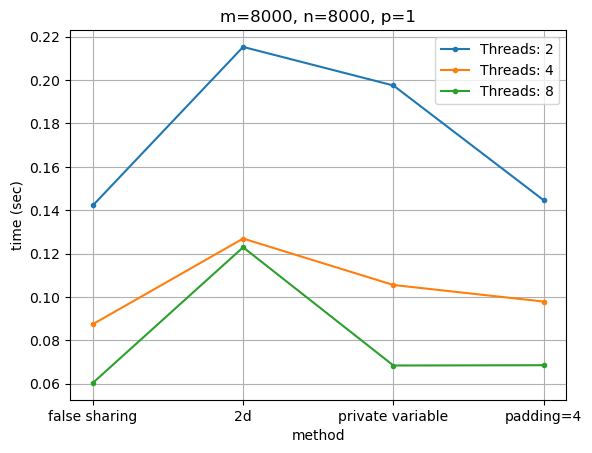 m=8000, n=8000, p=1
Threads: 2
Threads: 4
Threads: 8
0.22
0.20
0.18
0.16
0.14
0.12
0.10
0.08
0.06
time (sec)
false sharing 2d private variable padding=4
method